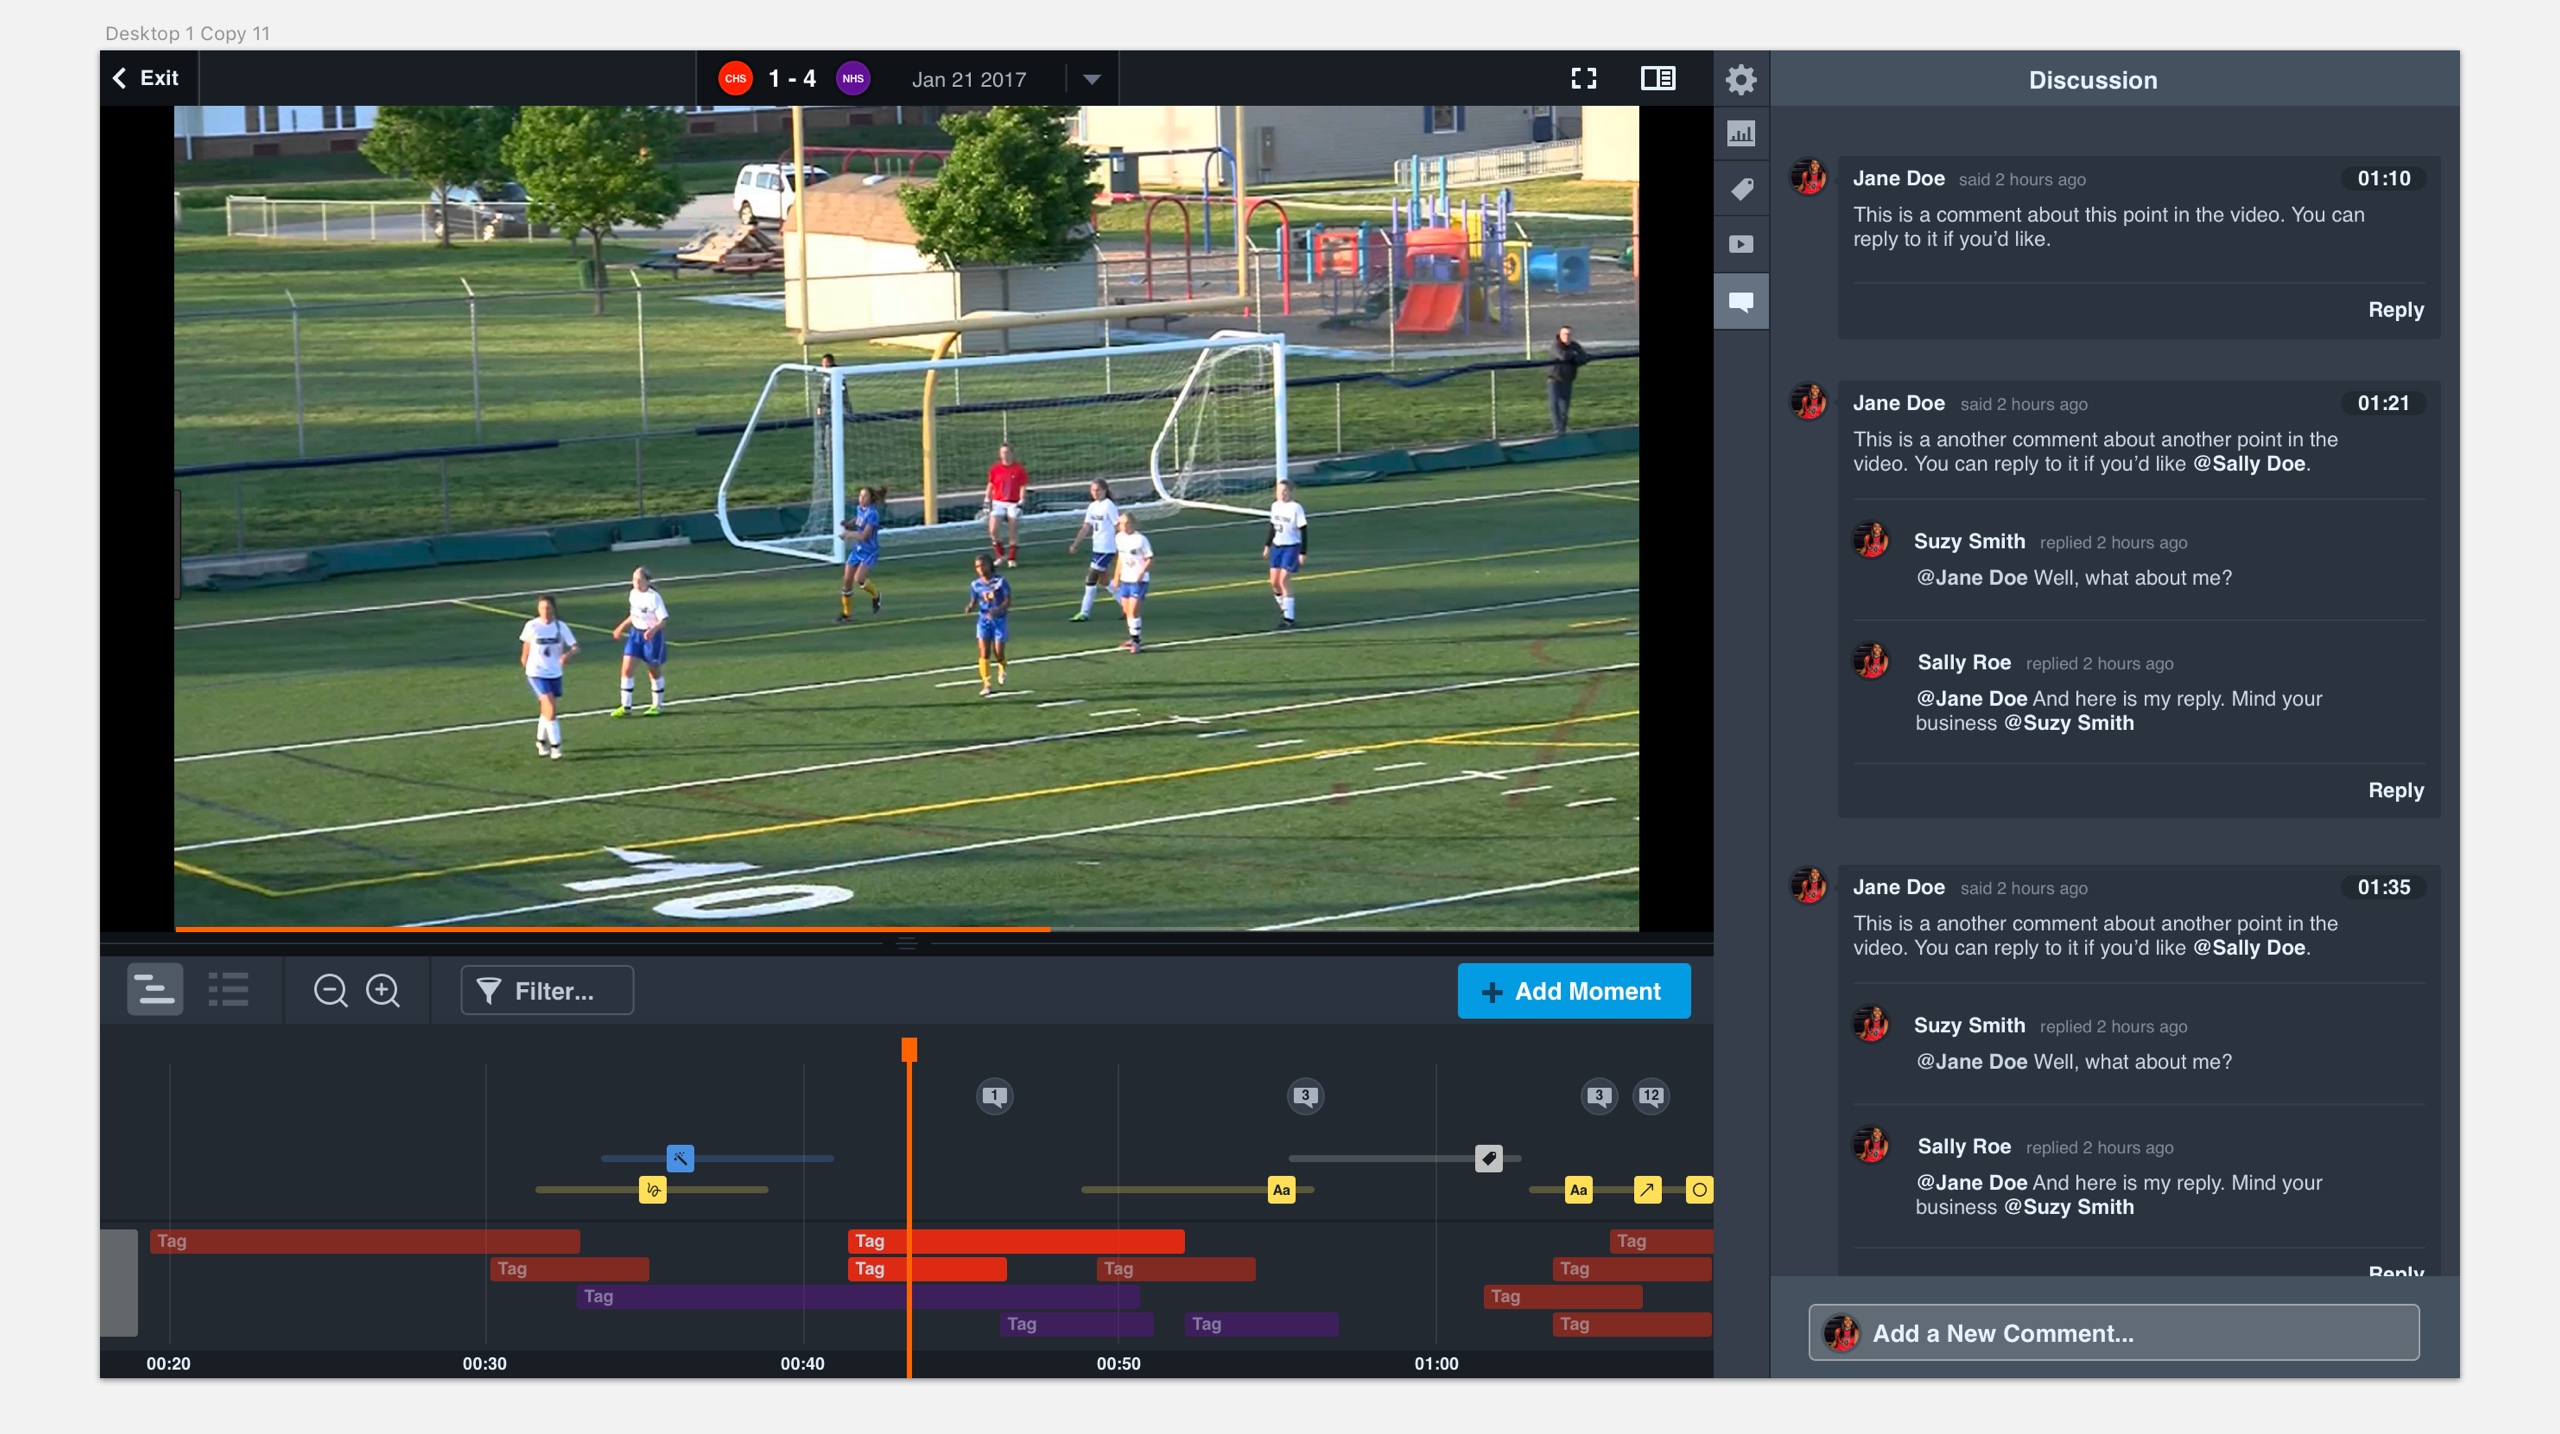 Desktop 1 Copy 11
Exit
CHS 1 - 4 NHS Jan 21 2017
Discussion
Jane Doe said 2 hours ago 01:10
This is a comment about this point in the video. You can
reply to it if you’d like.
Reply
Jane Doe said 2 hours ago 01:21
This is a another comment about another point in the
video. You can reply to it if you’d like @Sally Doe.
Suzy Smith replied 2 hours ago
@Jane Doe Well, what about me?
Sally Roe replied 2 hours ago
@Jane Doe And here is my reply. Mind your
business @Suzy Smith
Reply
Jane Doe said 2 hours ago 01:35
This is a another comment about another point in the
video. You can reply to it if you’d like @Sally Doe.
Suzy Smith replied 2 hours ago
@Jane Doe Well, what about me?
Sally Roe replied 2 hours ago
@Jane Doe And here is my reply. Mind your
business @Suzy Smith
Reply
Add a New Comment...
Filter...
Add Moment
1 3 3 12
Aa Aa
Tag Tag Tag
Tag Tag Tag Tag
Tag Tag
Tag Tag Tag
00:20 00:30 00:40 00:50 01:00